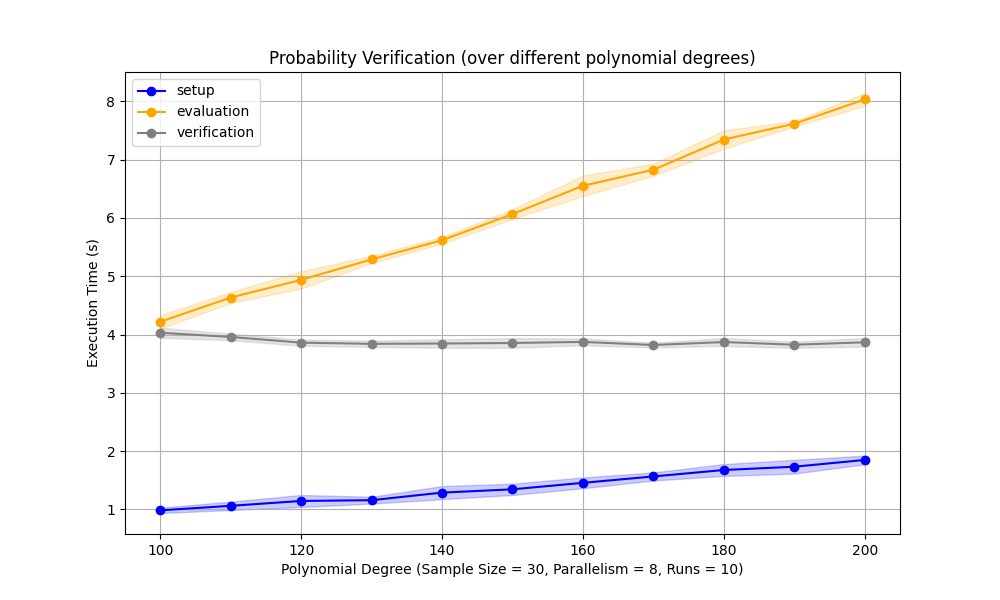 Probability Verification (over different polynomial degrees)
setup
evaluation
verification
8
7
6
5
4
3
2
1
Execution Time (s)
100
120
140
160
180
200
Polynomial Degree (Sample Size = 30, Parallelism = 8, Runs = 10)